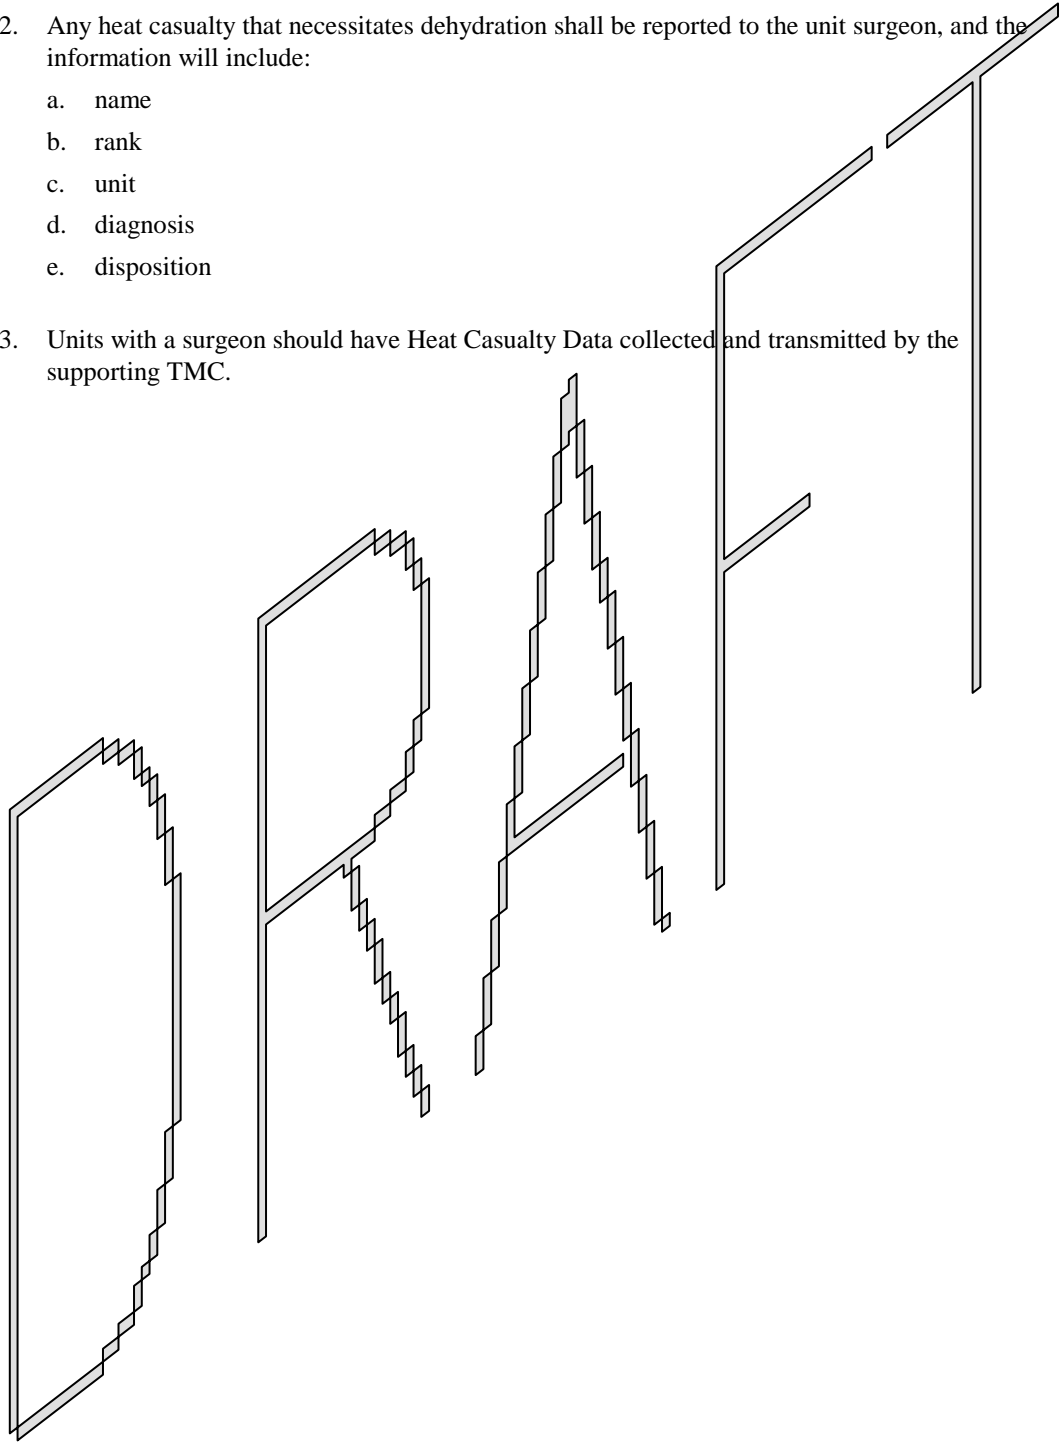 2. Any heat casualty that necessitates dehydration shall be reported to the unit surgeon, and the
information will include:
a. name
b. rank
c. unit
d. diagnosis
e. disposition
3. Units with a surgeon should have Heat Casualty Data collected and transmitted by the
supporting TMC.
DRAFT